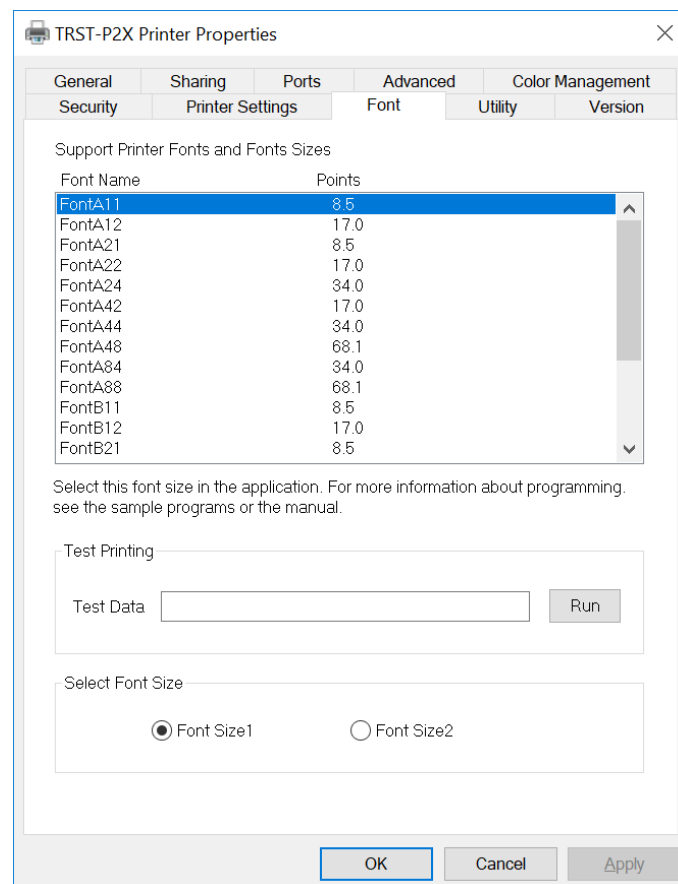 TRST-P2X Printer Properties
General Sharing Ports Advanced Color Management
Security Printer Settings Font Utility Version
Support Printer Fonts and Fonts Sizes
Font Name Points
FontA11 8.5
FontA12 17.0
FontA21 8.5
FontA22 17.0
FontA24 34.0
FontA42 17.0
FontA44 34.0
FontA48 68.1
FontA84 34.0
FontA88 68.1
FontB11 8.5
FontB12 17.0
FontB21 8.5
Select this font size in the application. For more information about programming.
see the sample programs or the manual.
Test Printing
Test Data Run
Select Font Size
Font Size1 Font Size2
OK Cancel Apply